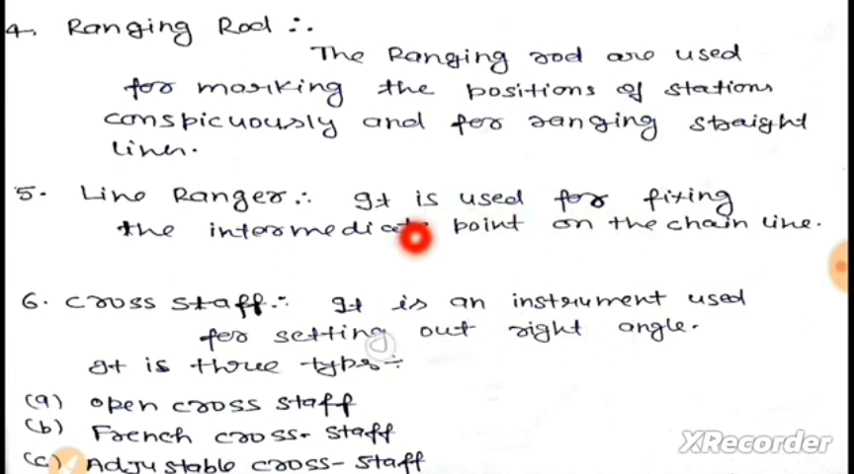 4. Ranging Rod :.
The Ranging rod are used
for marking the positions of stations
conspicuously and for ranging straight
lines.
5. Line Ranger :. It is used for fixing
the intermediate point on the chain line.
6. Cross staff :. It is an instrument used
for setting out right angle.
It is three types ÷
(a) Open cross staff
(b) French cross-staff
(c) Adjustable cross-staff
XRecorder